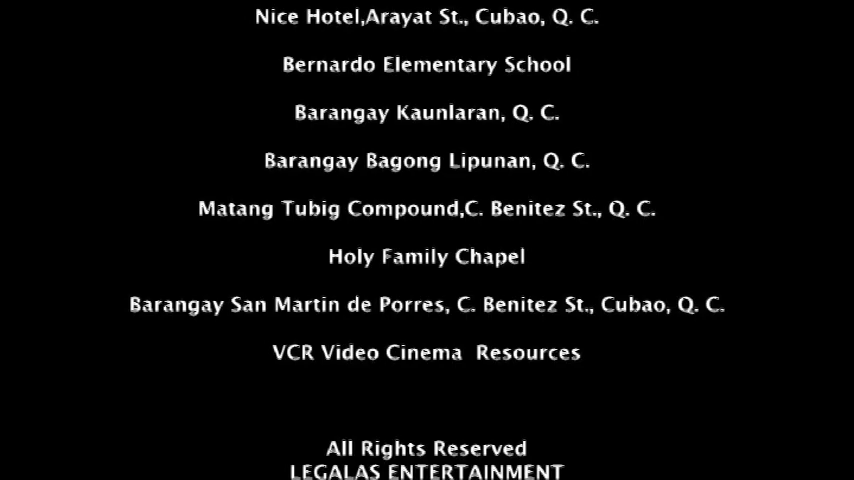 Nice Hotel,Arayat St., Cubao, Q. C.
Bernardo Elementary School
Barangay Kaunlaran, Q. C.
Barangay Bagong Lipunan, Q. C.
Matang Tubig Compound,C. Benitez St., Q. C.
Holy Family Chapel
Barangay San Martin de Porres, C. Benitez St., Cubao, Q. C.
VCR Video Cinema  Resources
All Rights Reserved
LEGALAS ENTERTAINMENT